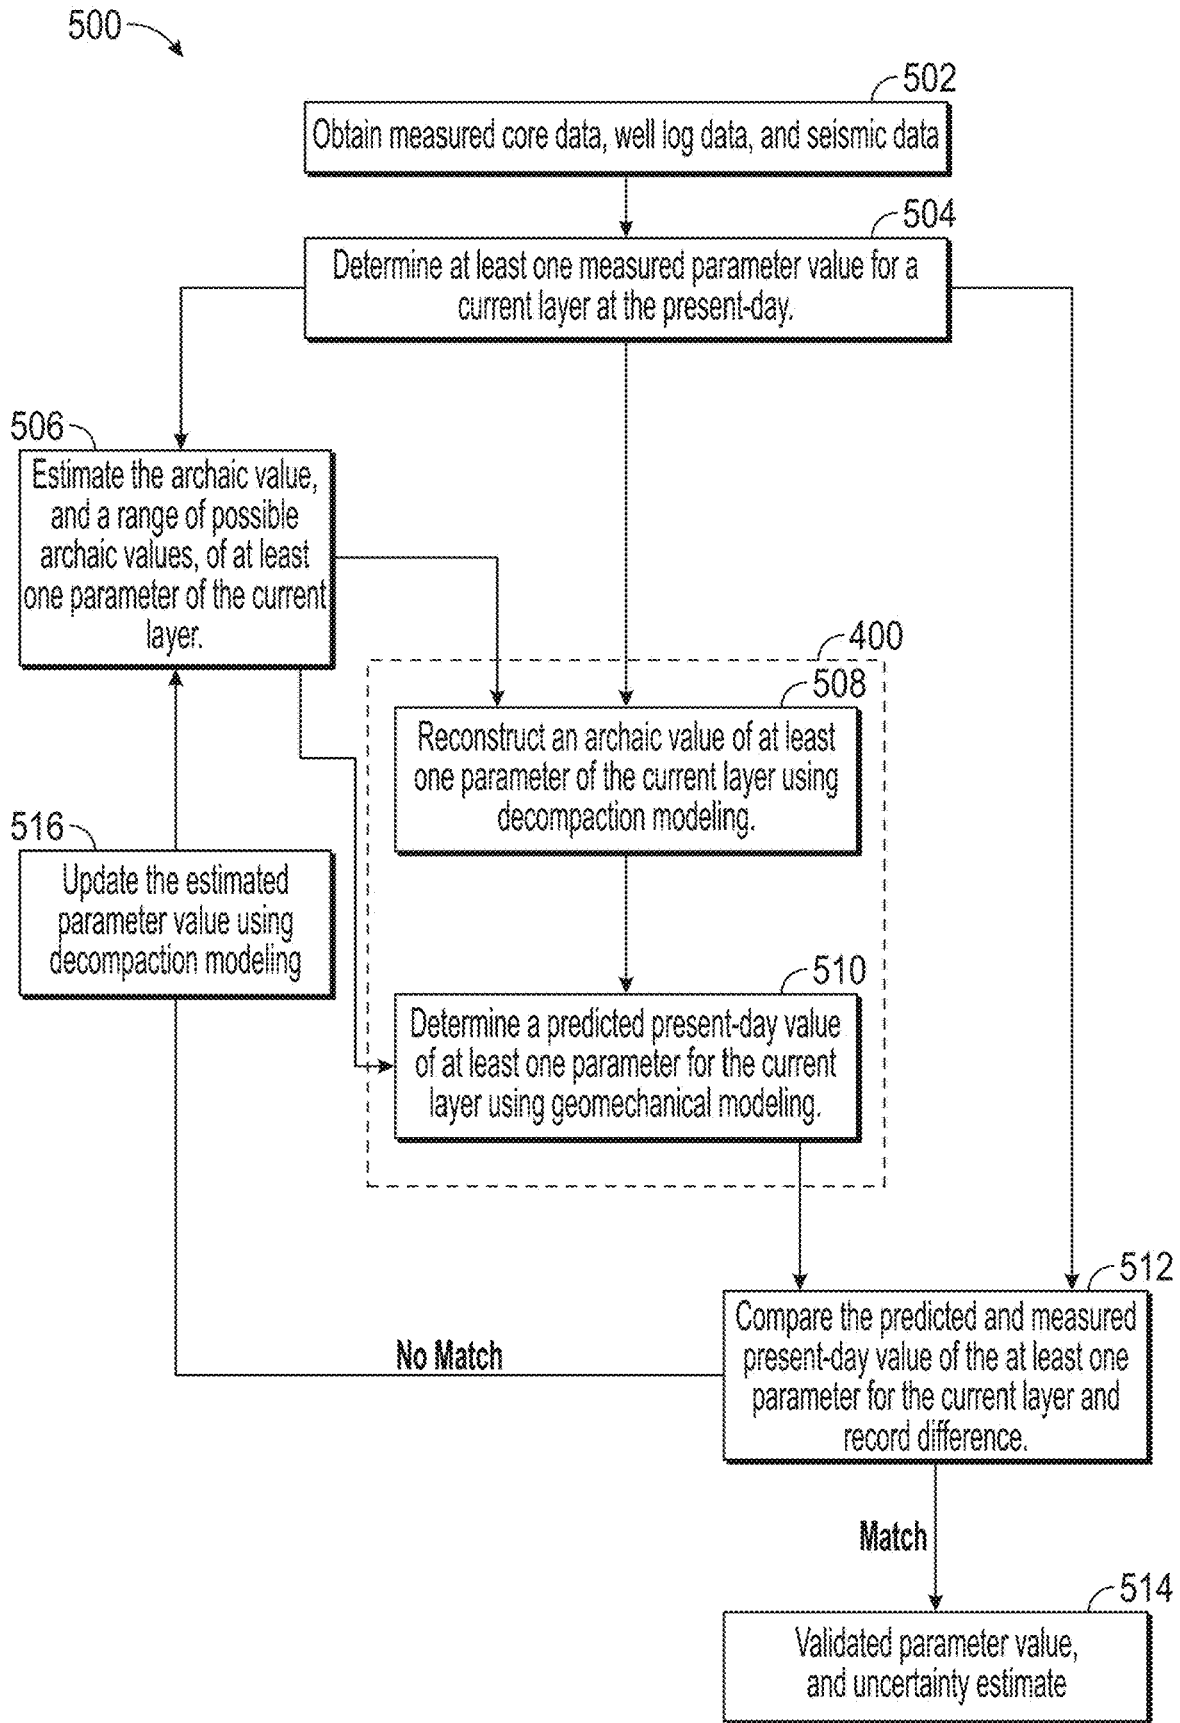 500
502
Obtain measured core data, well log data, and seismic data
504
Determine at least one measured parameter value for a
current layer at the present-day.
506
Estimate the archaic value,
and a range of possible
archaic values, of at least
one parameter of the current
layer.
400
508
Reconstruct an archaic value of at least
one parameter of the current layer using
decompaction modeling.
516
Update the estimated
parameter value using
decompaction modeling
510
Determine a predicted present-day value
of at least one parameter for the current
layer using geomechanical modeling.
512
Compare the predicted and measured
present-day value of the at least one
parameter for the current layer and
record difference.
No Match
Match
514
Validated parameter value,
and uncertainty estimate